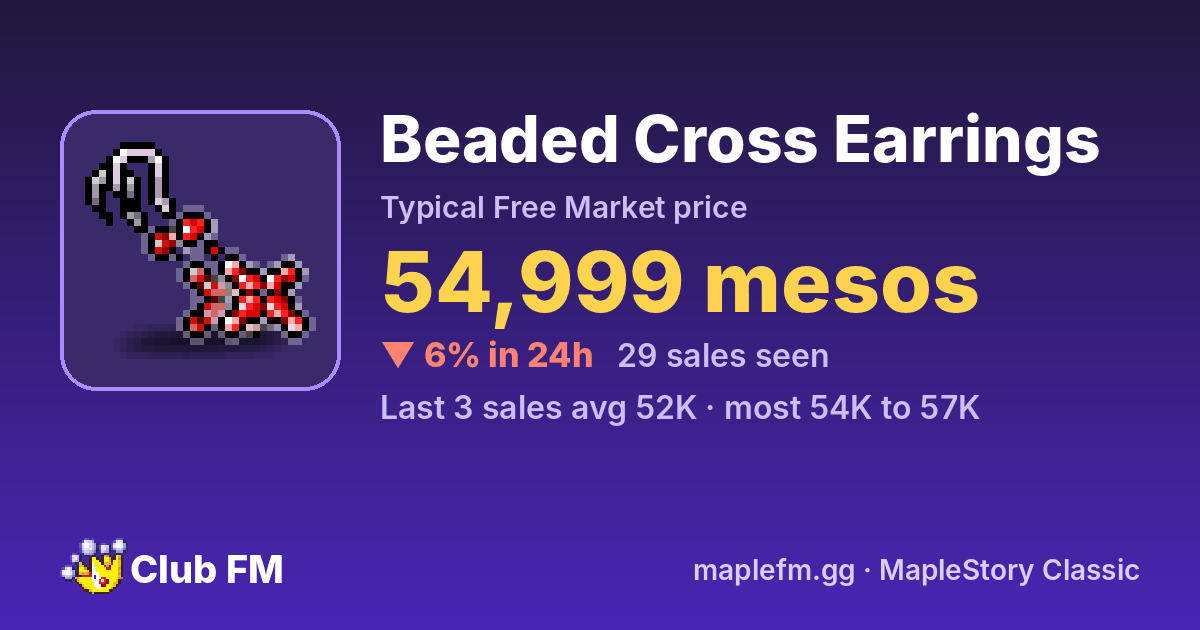 Beaded Cross Earrings
Typical Free Market price
54,999 mesos
▼ 6% in 24h 29 sales seen
Last 3 sales avg 52K · most 54K to 57K
Club FM
maplefm.gg · MapleStory Classic